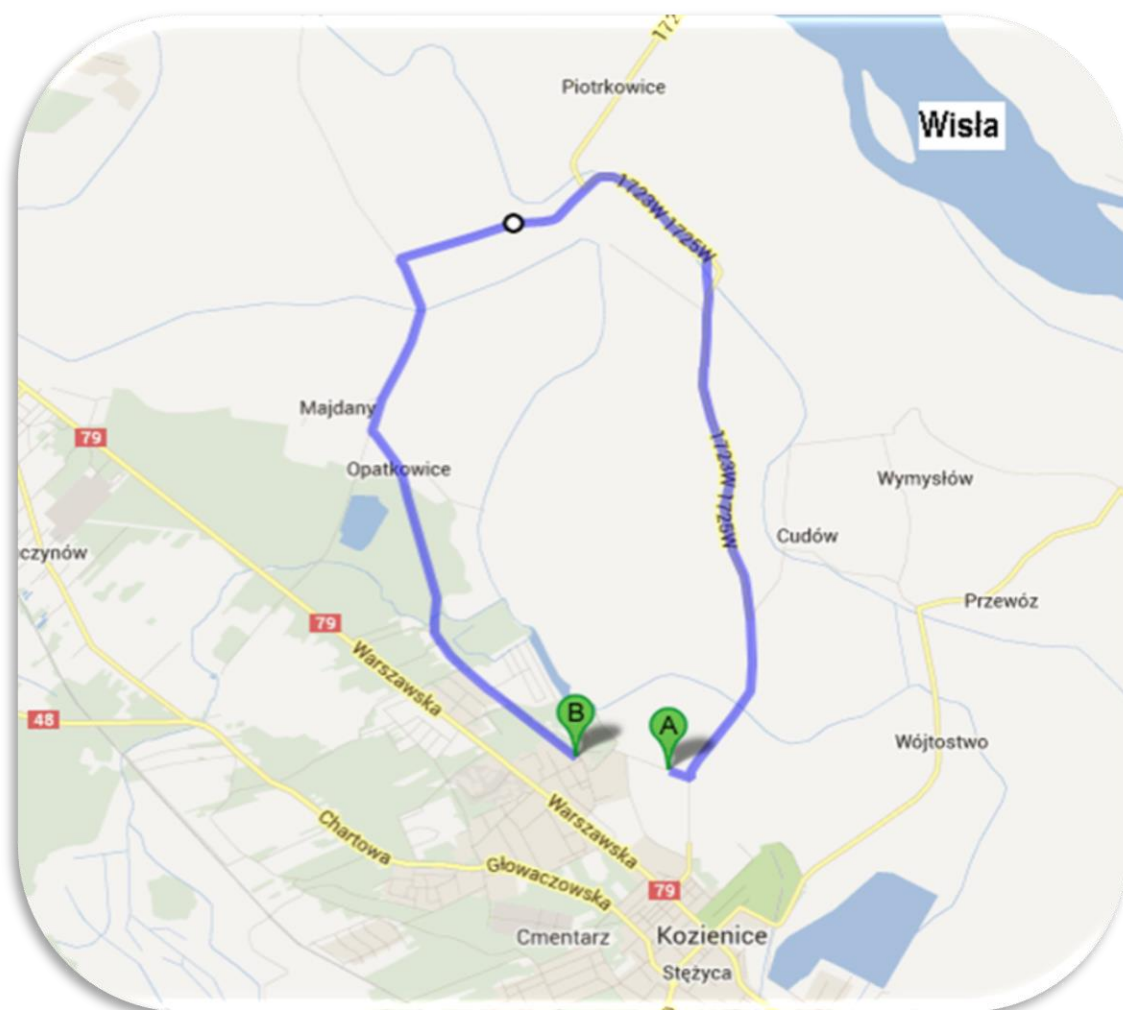 172
Piotrkowice
Wisła
1723W 1725W
Majdany
79
Opatkowice
1723W 1725W
Wymysłów
Cudów
czynów
Przewóz
79
Warszawska
48
B
A
Wójtostwo
Warszawska
Chartowa
Głowaczowska
79
Cmentarz
Kozienice
Stężyca